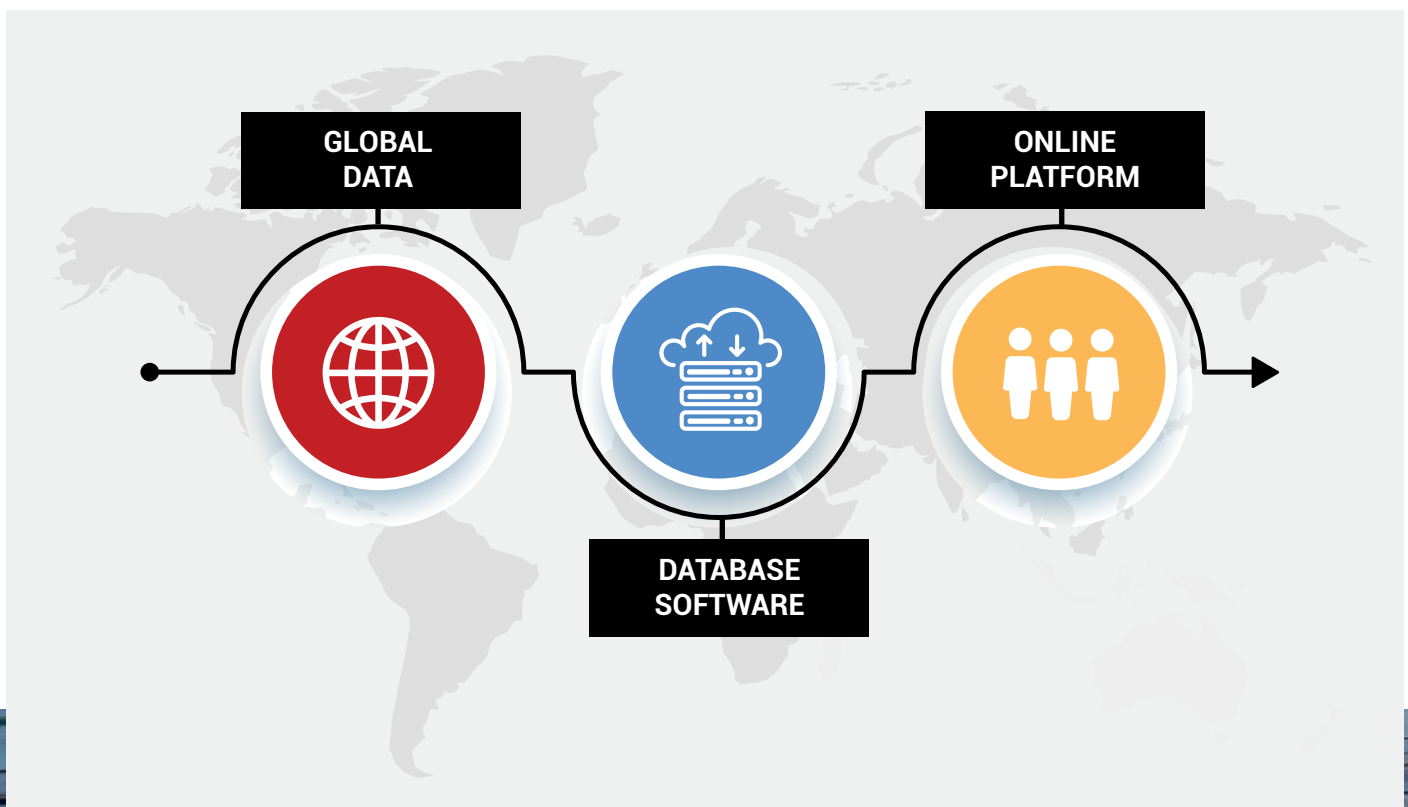 GLOBAL
DATA
DATABASE
SOFTWARE
ONLINE
PLATFORM